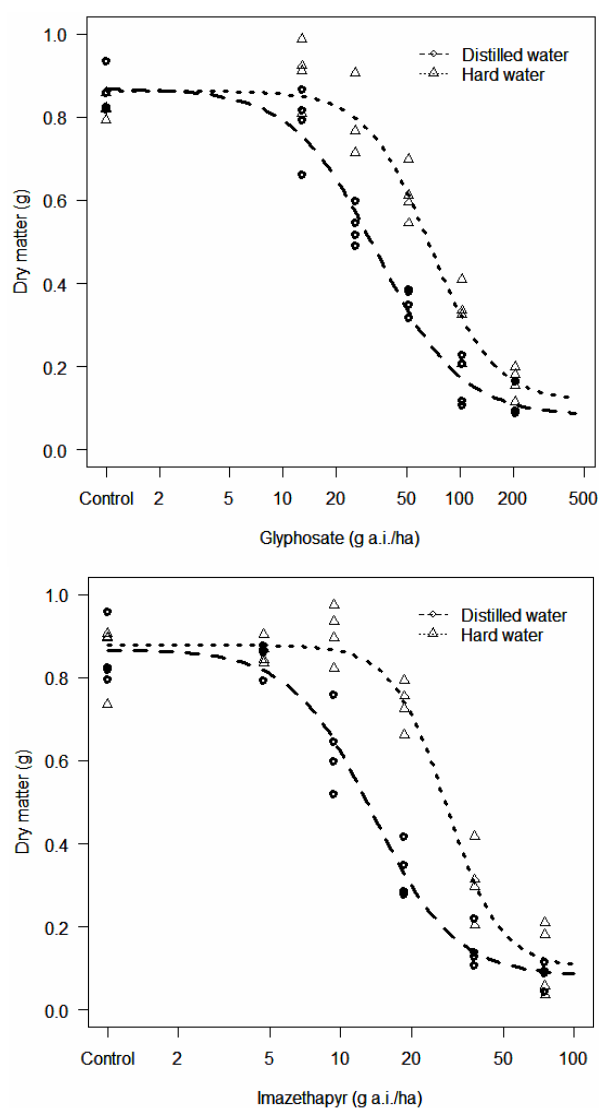 1.0
0.8
0.6
0.4
0.2
0.0
Dry matter (g)
Distilled water
Hard water
Control 2 5 10 20 50 100 200 500
Glyphosate (g a.i./ha)
1.0
0.8
0.6
0.4
0.2
0.0
Dry matter (g)
Distilled water
Hard water
Control 2 5 10 20 50 100
Imazethapyr (g a.i./ha)